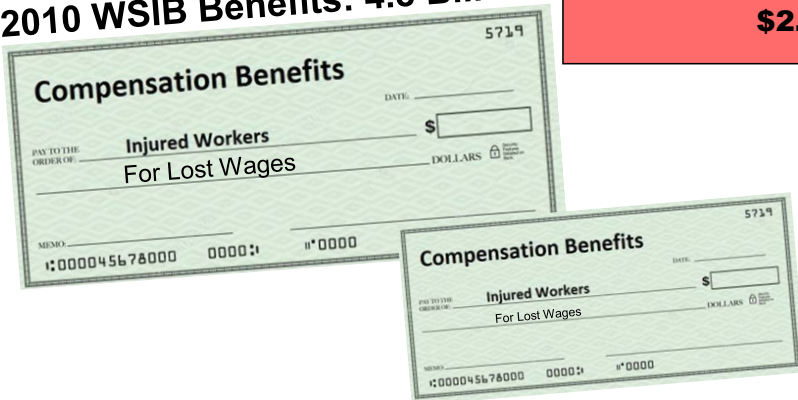 2010 WSIB Benefits: 4.
$2.
5719
Compensation Benefits
DATE:
PAY TO THE
ORDER OF:
Injured Workers
$
For Lost Wages
DOLLARS
MEMO:
⑆000045678000 0000⑆ ⑈0000
5719
Compensation Benefits
DATE:
PAY TO THE
ORDER OF:
Injured Workers
$
For Lost Wages
DOLLARS
MEMO:
⑆000045678000 0000⑆ ⑈0000